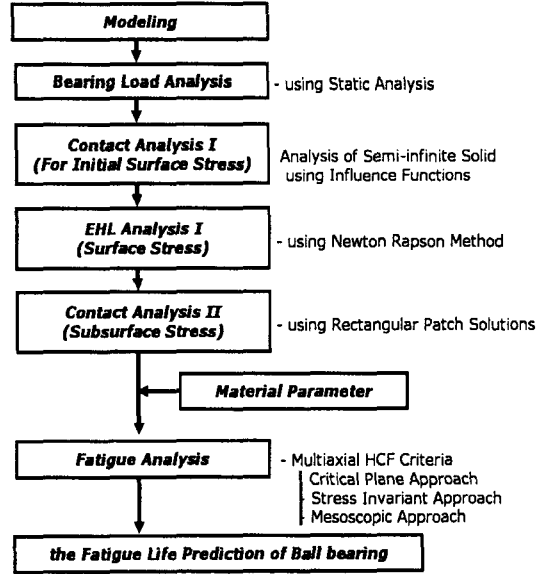 Modeling
Bearing Load Analysis
- using Static Analysis
Contact Analysis I
(For Initial Surface Stress)
Analysis of Semi-infinite Solid
using Influence Functions
EHL Analysis I
(Surface Stress)
- using Newton Rapson Method
Contact Analysis II
(Subsurface Stress)
- using Rectangular Patch Solutions
Material Parameter
Fatigue Analysis
- Multiaxial HCF Criteria
Critical Plane Approach
Stress Invariant Approach
Mesoscopic Approach
the Fatigue Life Prediction of Ball bearing